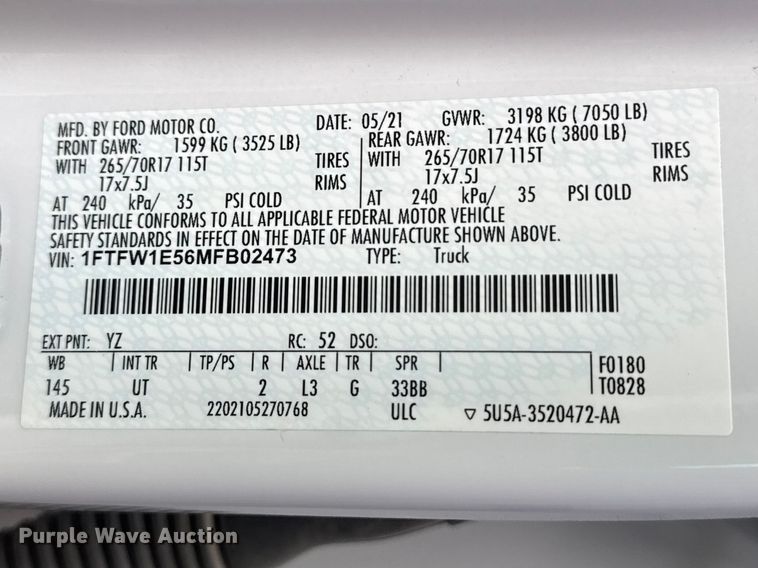 MFD. BY FORD MOTOR CO. DATE: 05/21 GVWR: 3198 KG ( 7050 LB)
FRONT GAWR: 1599 KG ( 3525 LB) REAR GAWR: 1724 KG ( 3800 LB)
WITH 265/70R17 115T TIRES WITH 265/70R17 115T TIRES
17x7.5J RIMS 17x7.5J RIMS
AT 240 kPa/ 35 PSI COLD AT 240 kPa/ 35 PSI COLD
THIS VEHICLE CONFORMS TO ALL APPLICABLE FEDERAL MOTOR VEHICLE
SAFETY STANDARDS IN EFFECT ON THE DATE OF MANUFACTURE SHOWN ABOVE.
VIN: 1FTFW1E56MFB02473 TYPE: Truck
EXT PNT: YZ RC: 52 DSO:
WB INT TR TP/PS R AXLE TR SPR F0180
145 UT 2 L3 G 33BB T0828
MADE IN U.S.A. 2202105270768 ULC ▽ 5U5A-3520472-AA
Purple Wave Auction